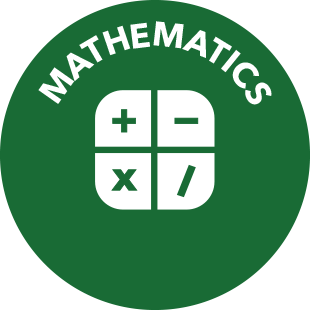 MATHEMATICS
+ −
x /